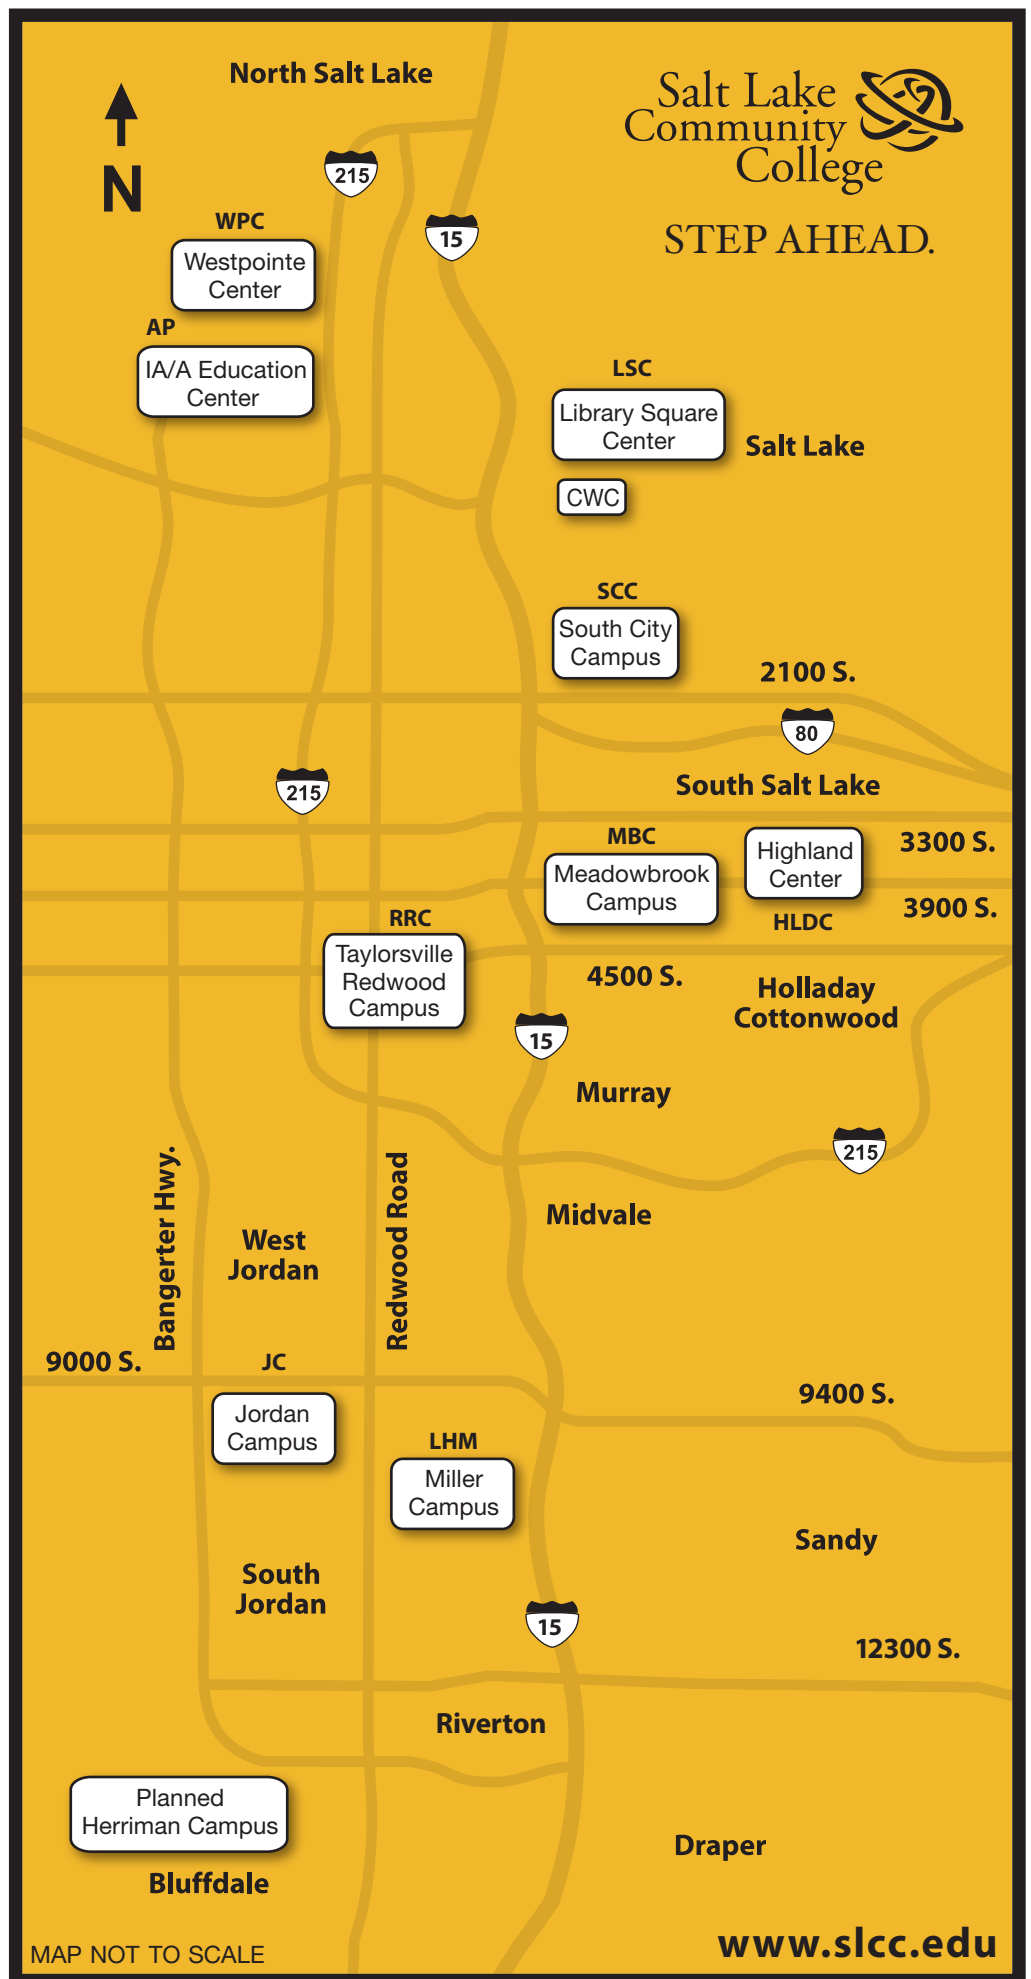 North Salt Lake
Salt Lake
Community
College
STEP AHEAD.
N
215
15
WPC
Westpointe
Center
AP
IA/A Education
Center
LSC
Library Square
Center
Salt Lake
CWC
SCC
South City
Campus
2100 S.
80
215
South Salt Lake
MBC
Meadowbrook
Campus
Highland
Center
HLDC
3300 S.
3900 S.
RRC
Taylorsville
Redwood
Campus
4500 S.
Holladay
Cottonwood
15
Murray
215
Bangerter Hwy.
Redwood Road
Midvale
West
Jordan
9000 S.
JC
Jordan
Campus
9400 S.
LHM
Miller
Campus
Sandy
South
Jordan
15
12300 S.
Riverton
Planned
Herriman Campus
Bluffdale
Draper
MAP NOT TO SCALE
www.slcc.edu